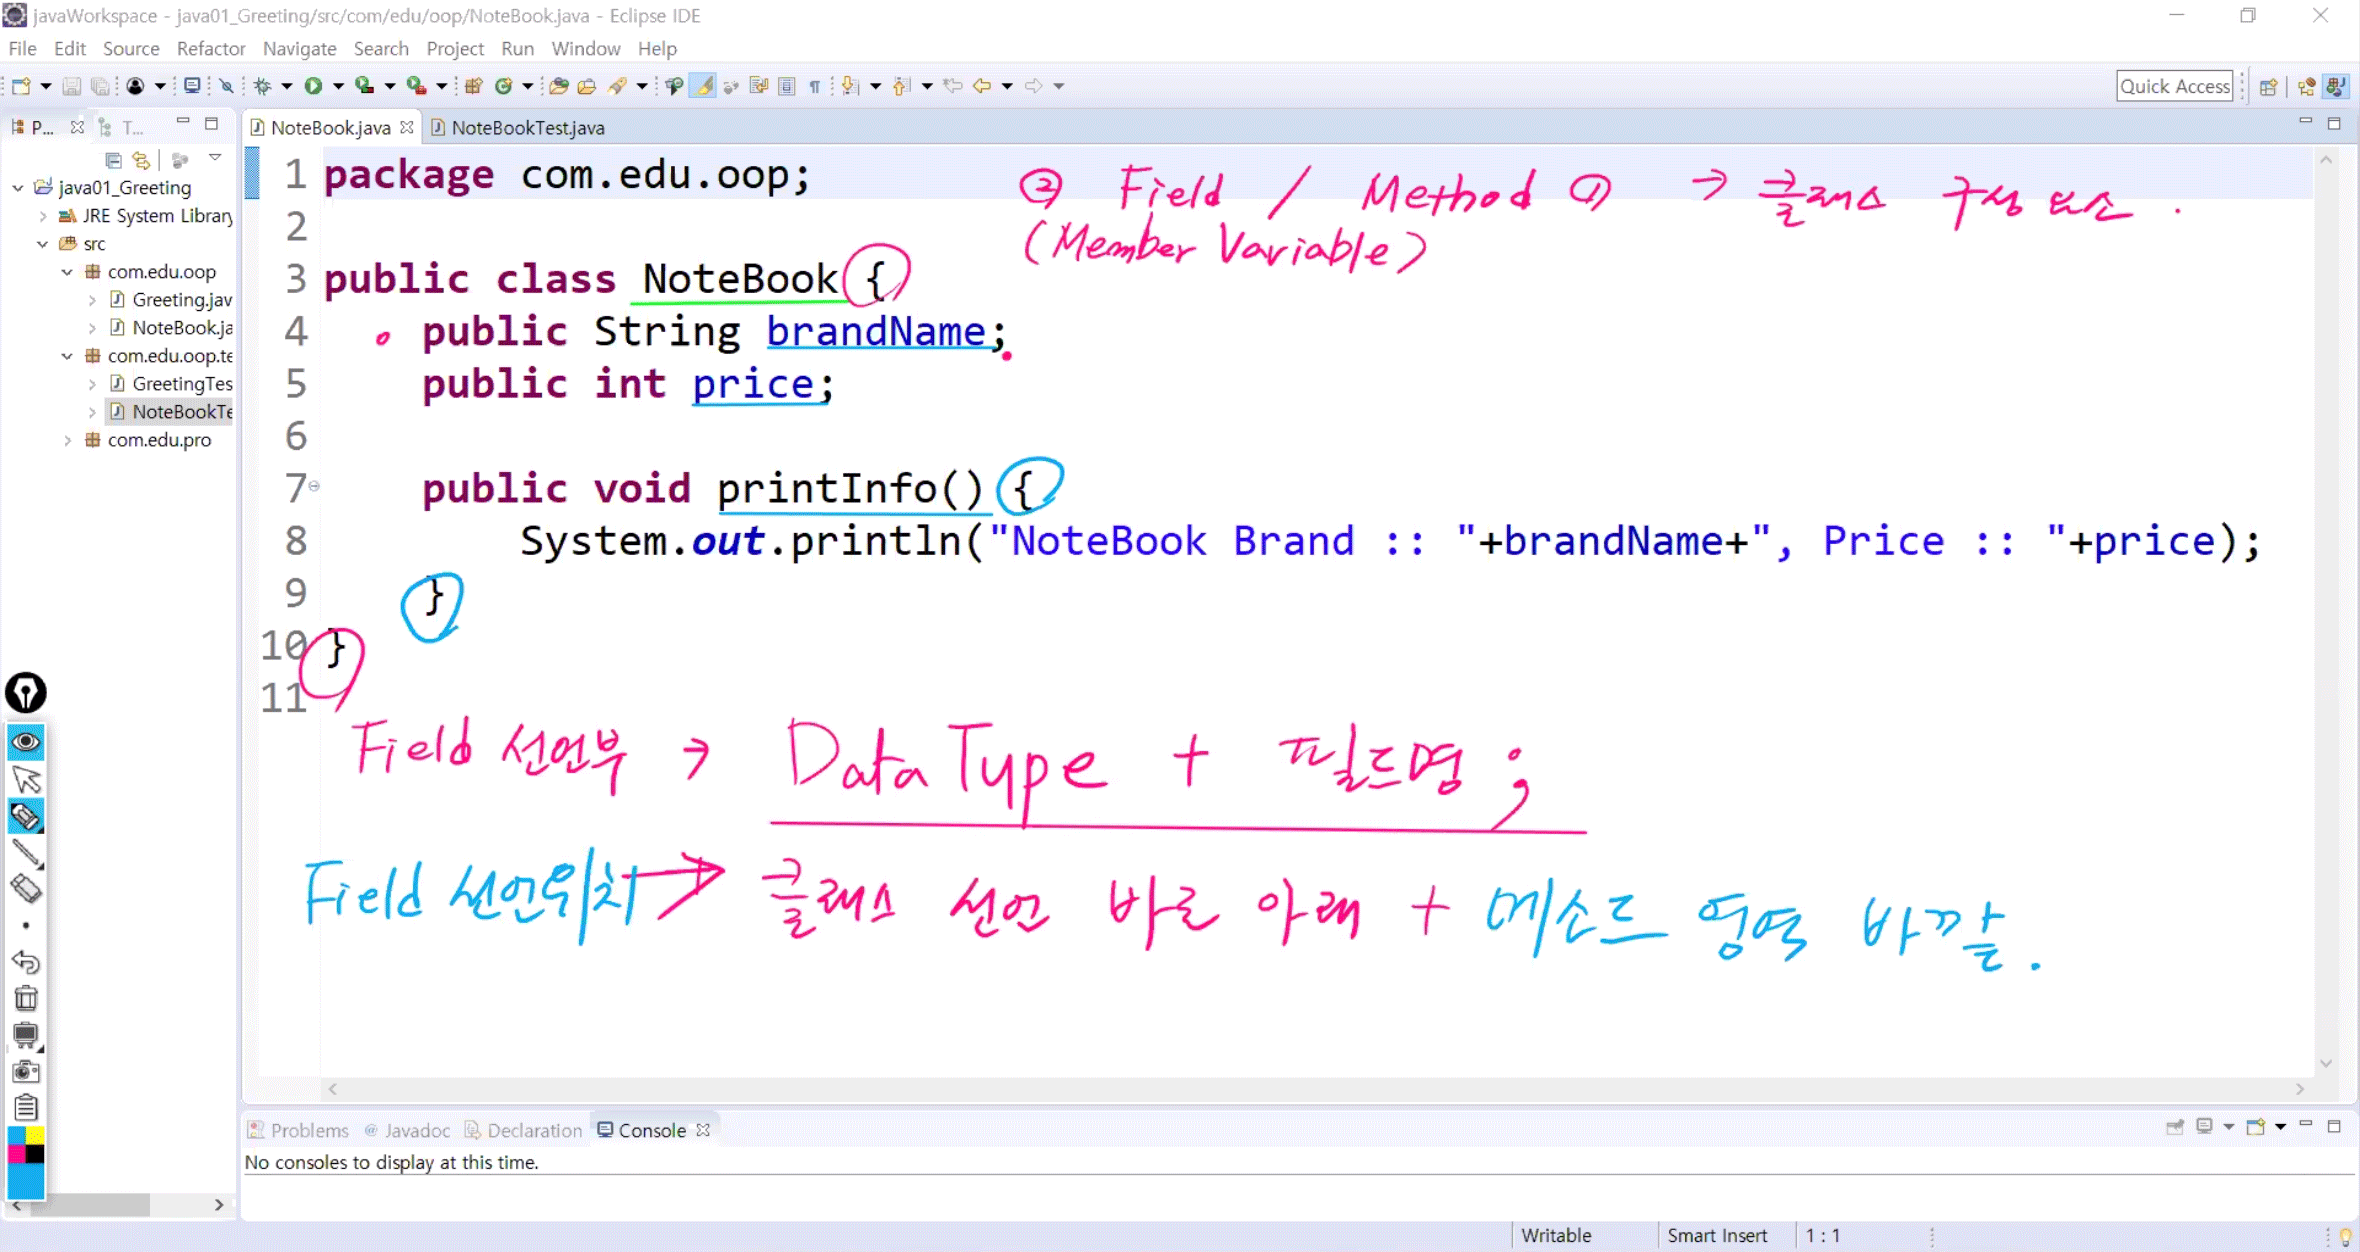 javaWorkspace - java01_Greeting/src/com/edu/oop/NoteBook.java - Eclipse IDE
File Edit Source Refactor Navigate Search Project Run Window Help
Quick Access
P... T...
NoteBook.java NoteBookTest.java
java01_Greeting
JRE System Library
src
com.edu.oop
Greeting.jav
NoteBook.ja
com.edu.oop.te
GreetingTes
NoteBookTe
com.edu.pro
1 package com.edu.oop;
2
3 public class NoteBook {
4 public String brandName;
5 public int price;
6
7 public void printInfo() {
8 System.out.println("NoteBook Brand :: "+brandName+", Price :: "+price);
9 }
10 }
11
② Field / Method ① → 클래스 구성 요소.
(Member Variable)
Field 선언부 → DataType + 필드명 ;
Field 선언위치 → 클래스 선언 바로 아래 + 메소드 영역 바깥.
Problems @ Javadoc Declaration Console
No consoles to display at this time.
Writable Smart Insert 1 : 1